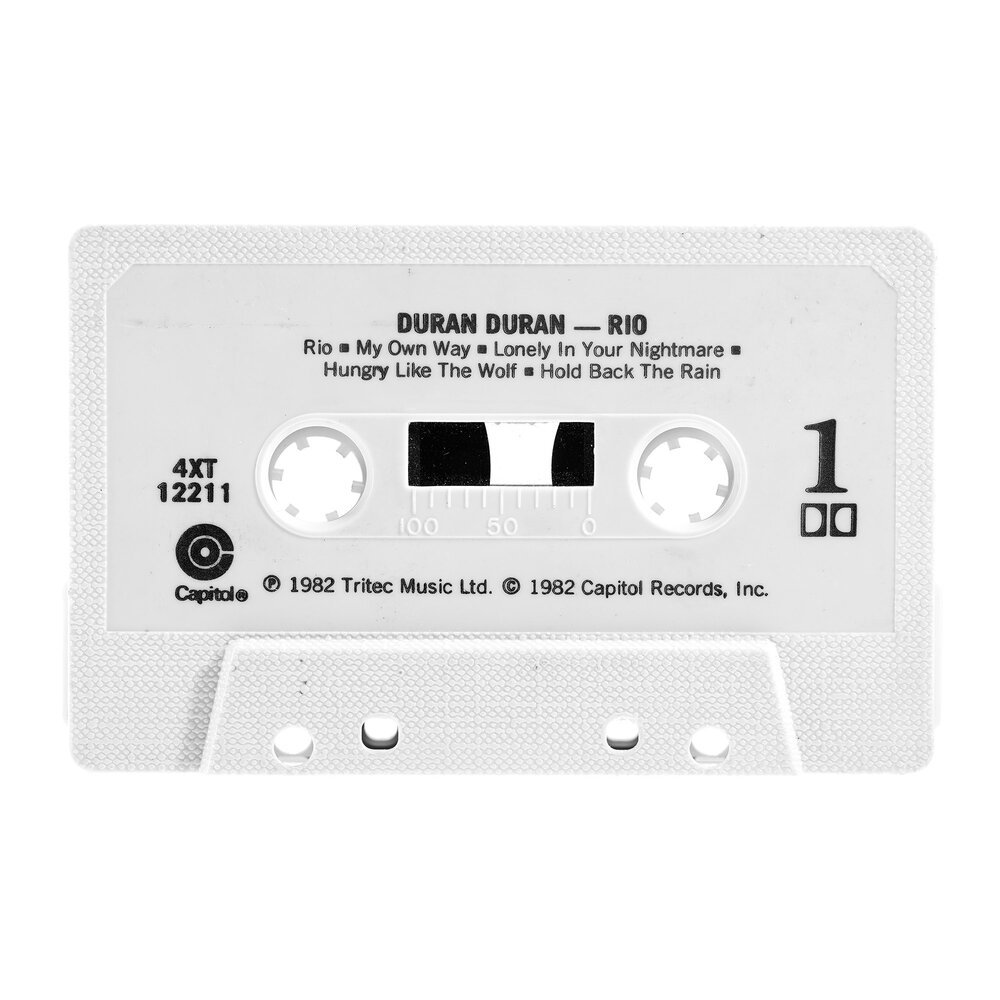 DURAN DURAN — RIO
Rio ▪ My Own Way ▪ Lonely In Your Nightmare ▪
Hungry Like The Wolf ▪ Hold Back The Rain
4XT
12211
1
100 50 0
Capitol®
℗ 1982 Tritec Music Ltd. © 1982 Capitol Records, Inc.